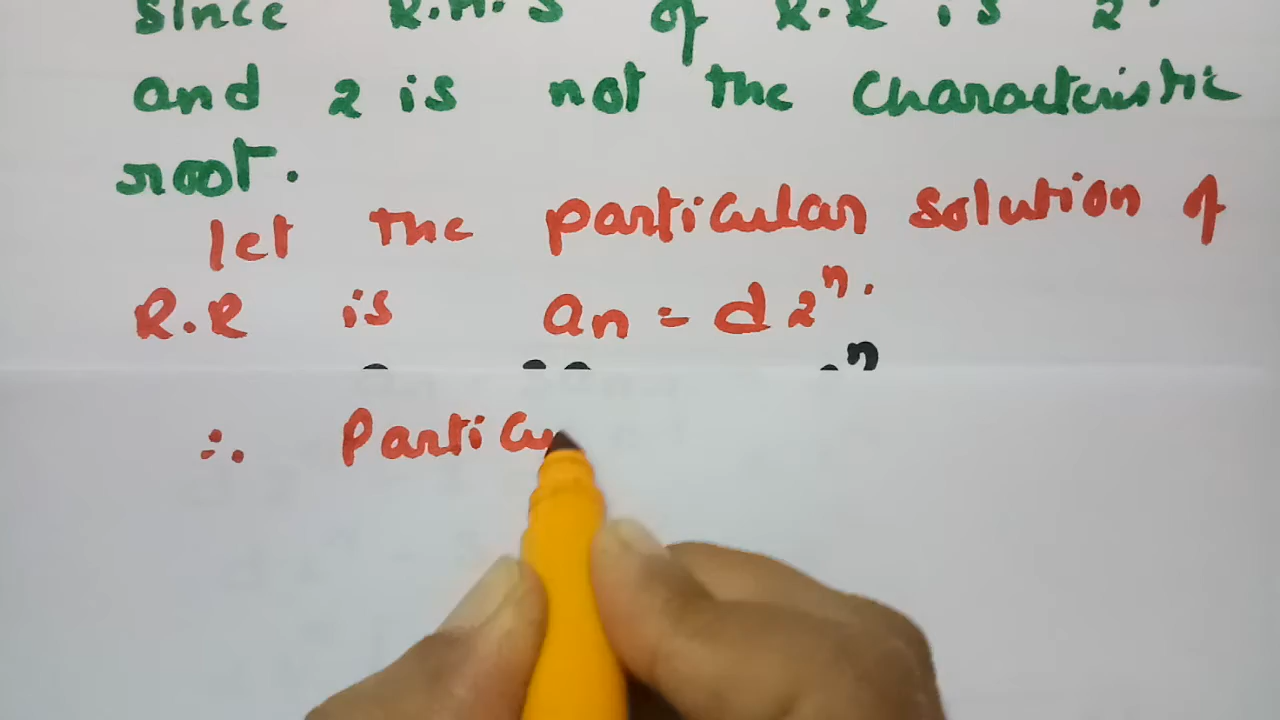 since R.H.S of R.R is 2
and 2 is not the characteristic
root.
let the particular solution of
R.R is an = d 2ⁿ.
n
∴ Particu